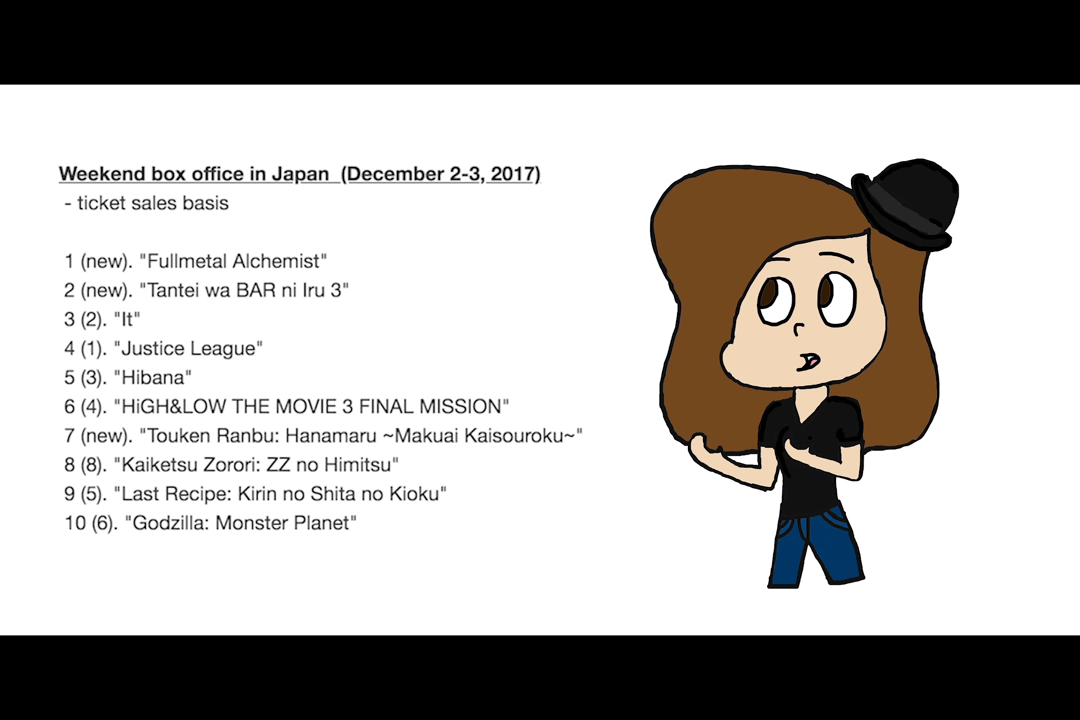 Weekend box office in Japan  (December 2-3, 2017)
- ticket sales basis
1 (new). "Fullmetal Alchemist"
2 (new). "Tantei wa BAR ni Iru 3"
3 (2). "It"
4 (1). "Justice League"
5 (3). "Hibana"
6 (4). "HiGH&LOW THE MOVIE 3 FINAL MISSION"
7 (new). "Touken Ranbu: Hanamaru ~Makuai Kaisouroku~"
8 (8). "Kaiketsu Zorori: ZZ no Himitsu"
9 (5). "Last Recipe: Kirin no Shita no Kioku"
10 (6). "Godzilla: Monster Planet"